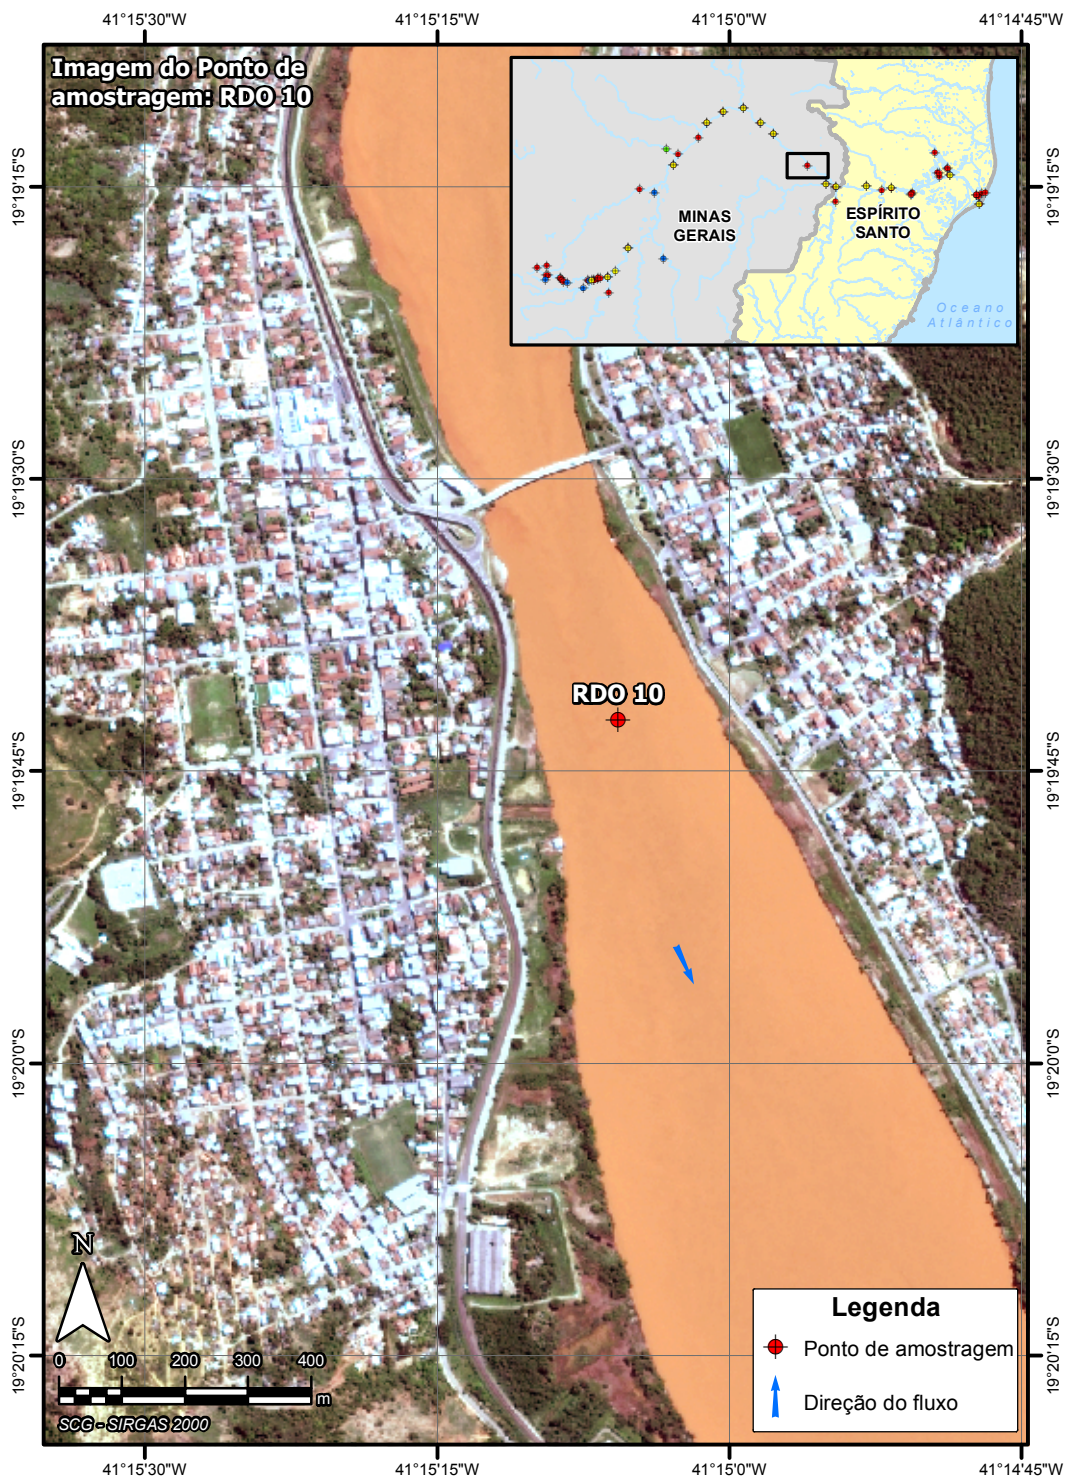 41°15'30"W
41°15'15"W
41°15'0"W
41°14'45"W
Imagem do Ponto de
amostragem: RDO 10
MINAS
GERAIS
ESPÍRITO
SANTO
Oceano
Atlântico
19°19'15"S
19°19'15"S
19°19'30"S
19°19'30"S
RDO 10
19°19'45"S
19°19'45"S
19°20'0"S
19°20'0"S
N
Legenda
Ponto de amostragem
Direção do fluxo
19°20'15"S
19°20'15"S
0 100 200 300 400
m
SCG - SIRGAS 2000
41°15'30"W
41°15'15"W
41°15'0"W
41°14'45"W